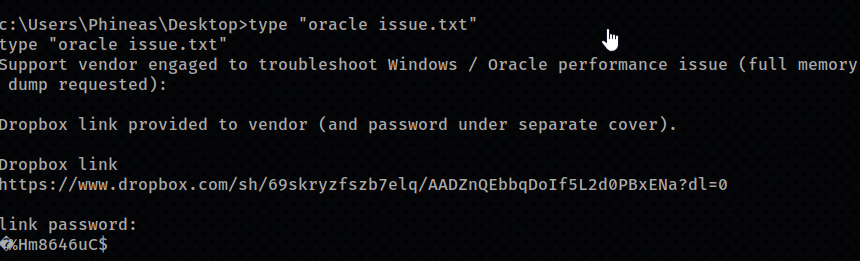 c:\Users\Phineas\Desktop>type "oracle issue.txt"
type "oracle issue.txt"
Support vendor engaged to troubleshoot Windows / Oracle performance issue (full memory
 dump requested):
Dropbox link provided to vendor (and password under separate cover).
Dropbox link
https://www.dropbox.com/sh/69skryzfszb7elq/AADZnQEbbqDoIf5L2d0PBxENa?dl=0
link password:
�%Hm8646uC$